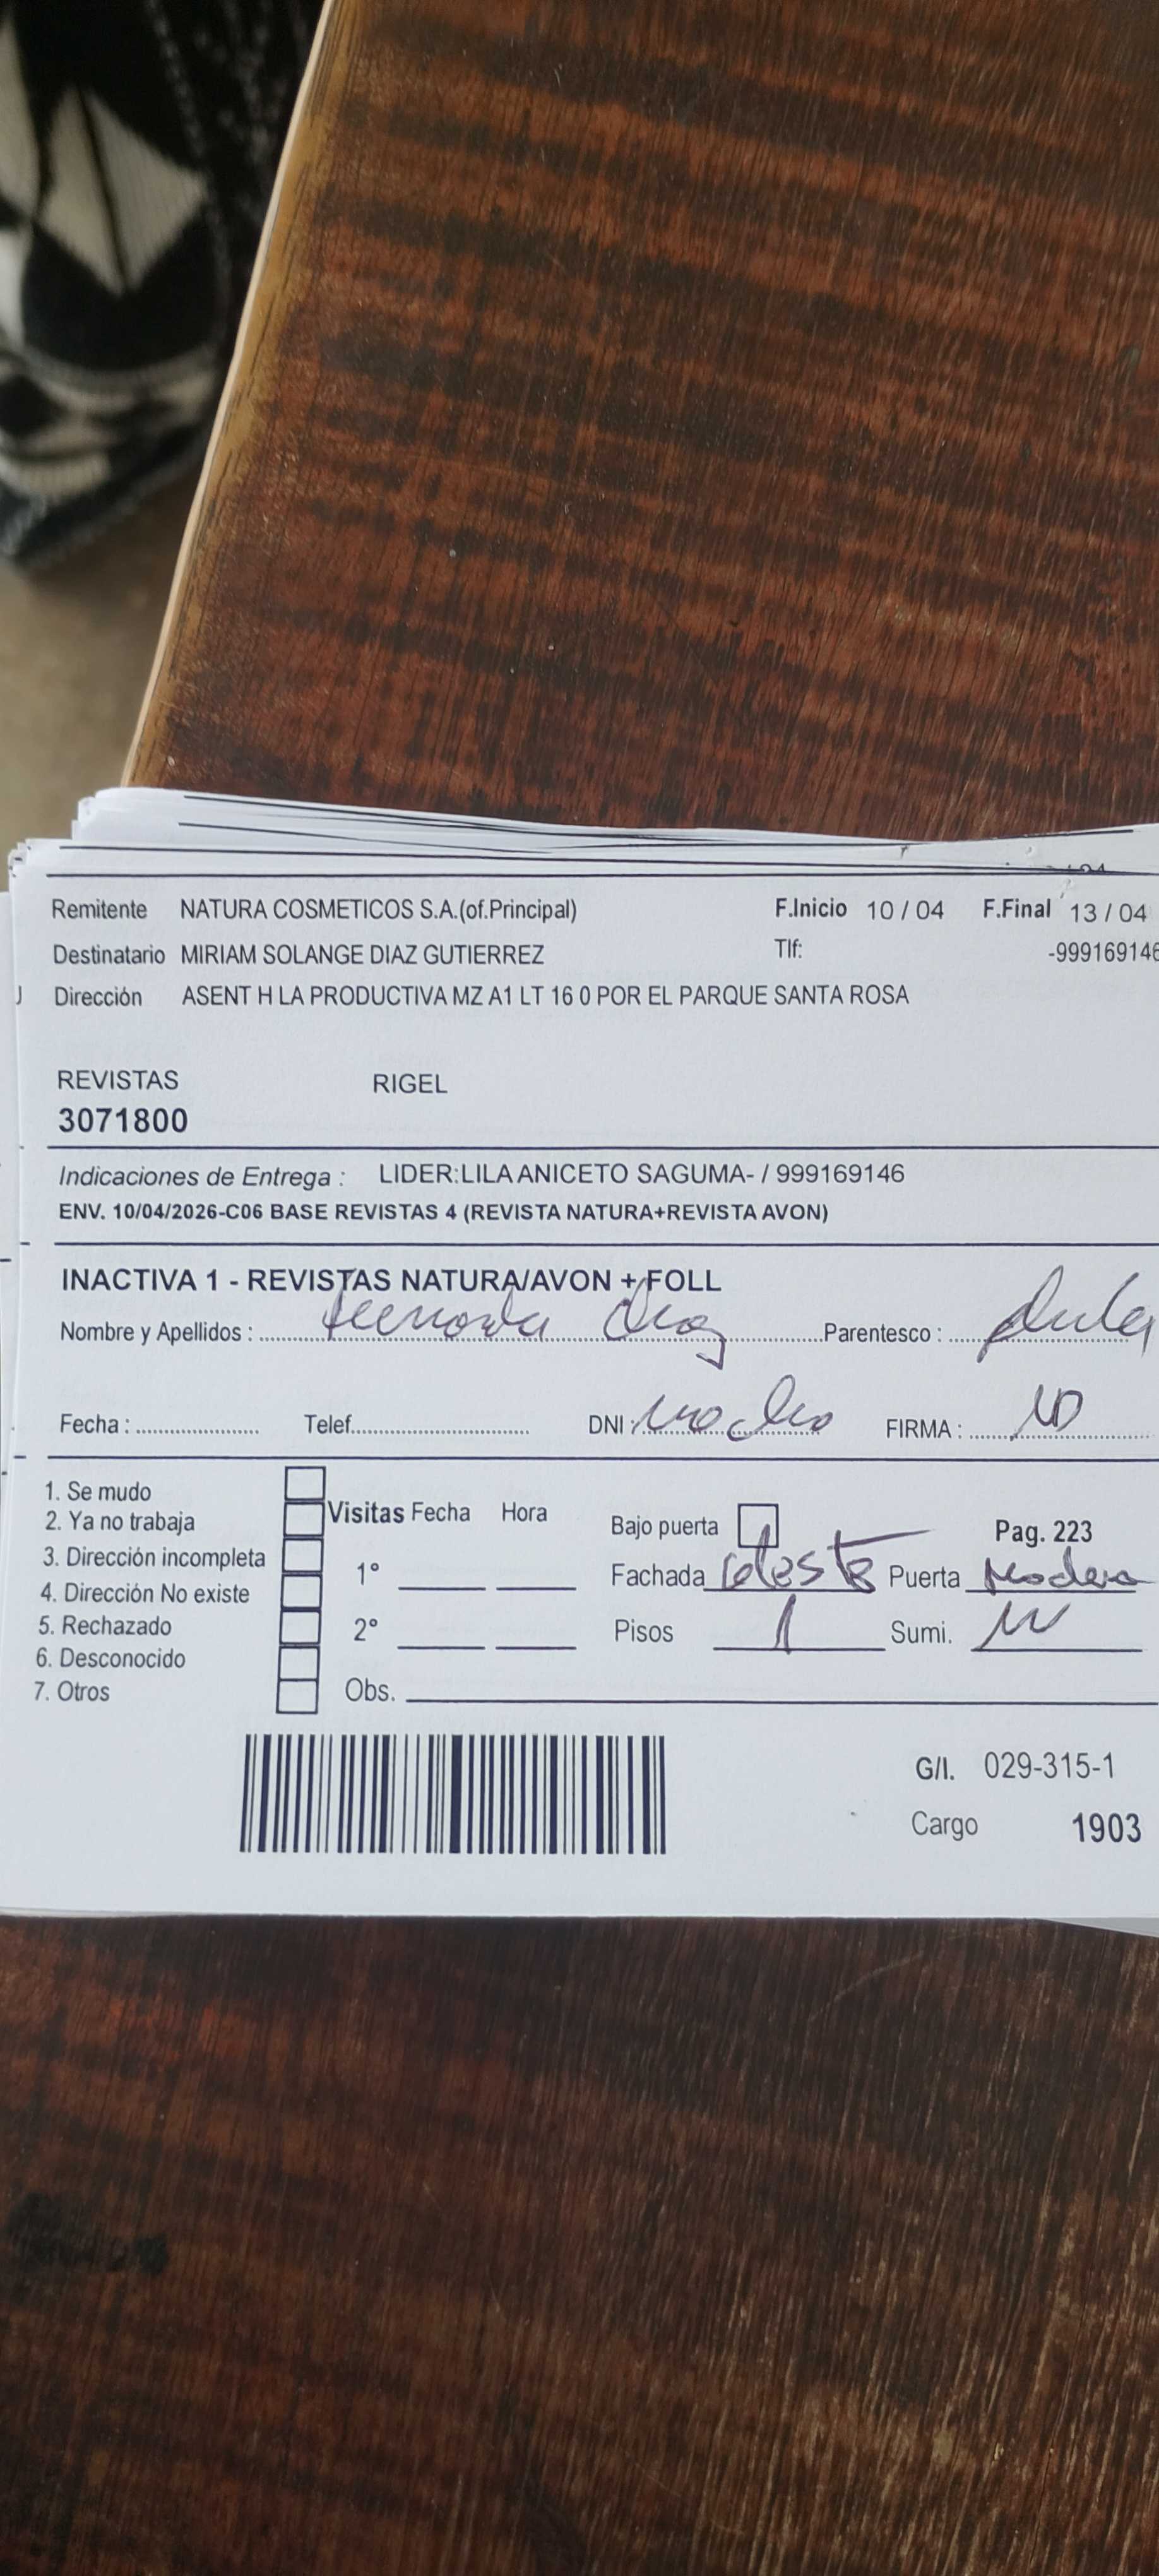 Remitente NATURA COSMETICOS S.A.(of.Principal) F.Inicio 10 / 04 F.Final 13 / 04
Destinatario MIRIAM SOLANGE DIAZ GUTIERREZ Tlf: -999169146
Dirección ASENT H LA PRODUCTIVA MZ A1 LT 16 0 POR EL PARQUE SANTA ROSA
REVISTAS RIGEL
3071800
Indicaciones de Entrega : LIDER:LILA ANICETO SAGUMA- / 999169146
ENV. 10/04/2026-C06 BASE REVISTAS 4 (REVISTA NATURA+REVISTA AVON)
INACTIVA 1 - REVISTAS NATURA/AVON + FOLL
Nombre y Apellidos : Diaz Parentesco :
Fecha : Telef. DNI : FIRMA :
1. Se mudo
2. Ya no trabaja
3. Dirección incompleta
4. Dirección No existe
5. Rechazado
6. Desconocido
7. Otros
Visitas Fecha Hora
1°
2°
Obs.
Bajo puerta Pag. 223
Fachada celeste Puerta Madera
Pisos 1 Sumi.
G/I. 029-315-1
Cargo 1903